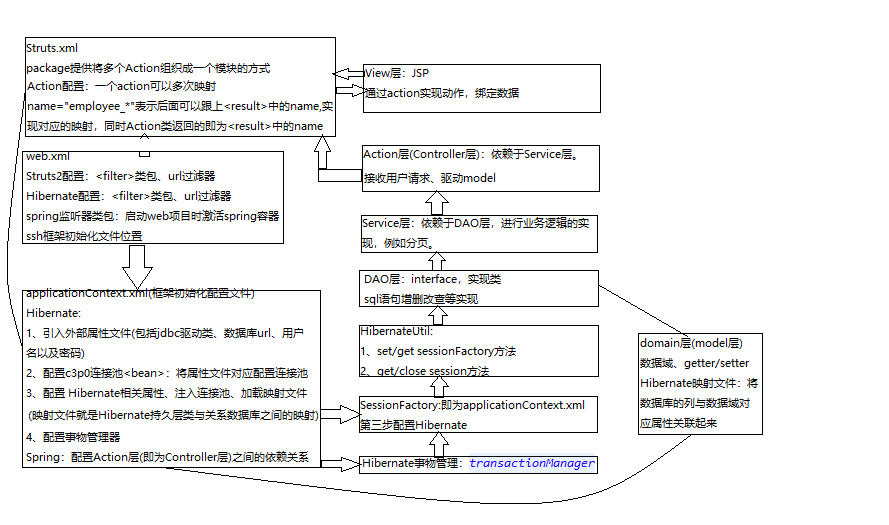 Struts.xml
package提供将多个Action组织成一个模块的方式
Action配置：一个action可以多次映射
name="employee_*"表示后面可以跟上<result>中的name,实
现对应的映射，同时Action类返回的即为<result>中的name
View层：JSP
通过action实现动作，绑定数据
web.xml
Struts2配置：<filter>类包、url过滤器
Hibernate配置：<filter>类包、url过滤器
spring监听器类包：启动web项目时激活spring容器
ssh框架初始化文件位置
Action层(Controller层)：依赖于Service层。
接收用户请求、驱动model
Service层：依赖于DAO层，进行业务逻辑的实
现，例如分页。
DAO层：interface，实现类
sql语句增删改查等实现
applicationContext.xml(框架初始化配置文件)
Hibernate:
1、引入外部属性文件(包括jdbc驱动类、数据库url、用户
名以及密码)
2、配置c3p0连接池<bean>：将属性文件对应配置连接池
3、配置 Hibernate相关属性、注入连接池、加载映射文件
(映射文件就是Hibernate持久层类与关系数据库之间的映射)
4、配置事物管理器
Spring：配置Action层(即为Controller层)之间的依赖关系
HibernateUtil:
1、set/get sessionFactory方法
2、get/close session方法
SessionFactory:即为applicationContext.xml
第三步配置Hibernate
Hibernate事物管理：transactionManager
domain层(model层)
数据域、getter/setter
Hibernate映射文件：将
数据库的列与数据域对
应属性关联起来